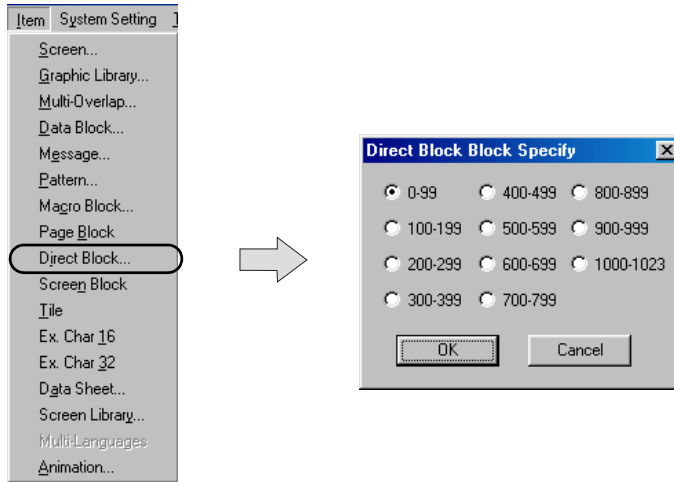 Item System Setting
Screen...
Graphic Library...
Multi-Overlap...
Data Block...
Message...
Pattern...
Macro Block...
Page Block
Direct Block...
Screen Block
Tile
Ex. Char 16
Ex. Char 32
Data Sheet...
Screen Library...
Multi-Languages
Animation...
Direct Block Block Specify
0-99 400-499 800-899
100-199 500-599 900-999
200-299 600-699 1000-1023
300-399 700-799
OK Cancel